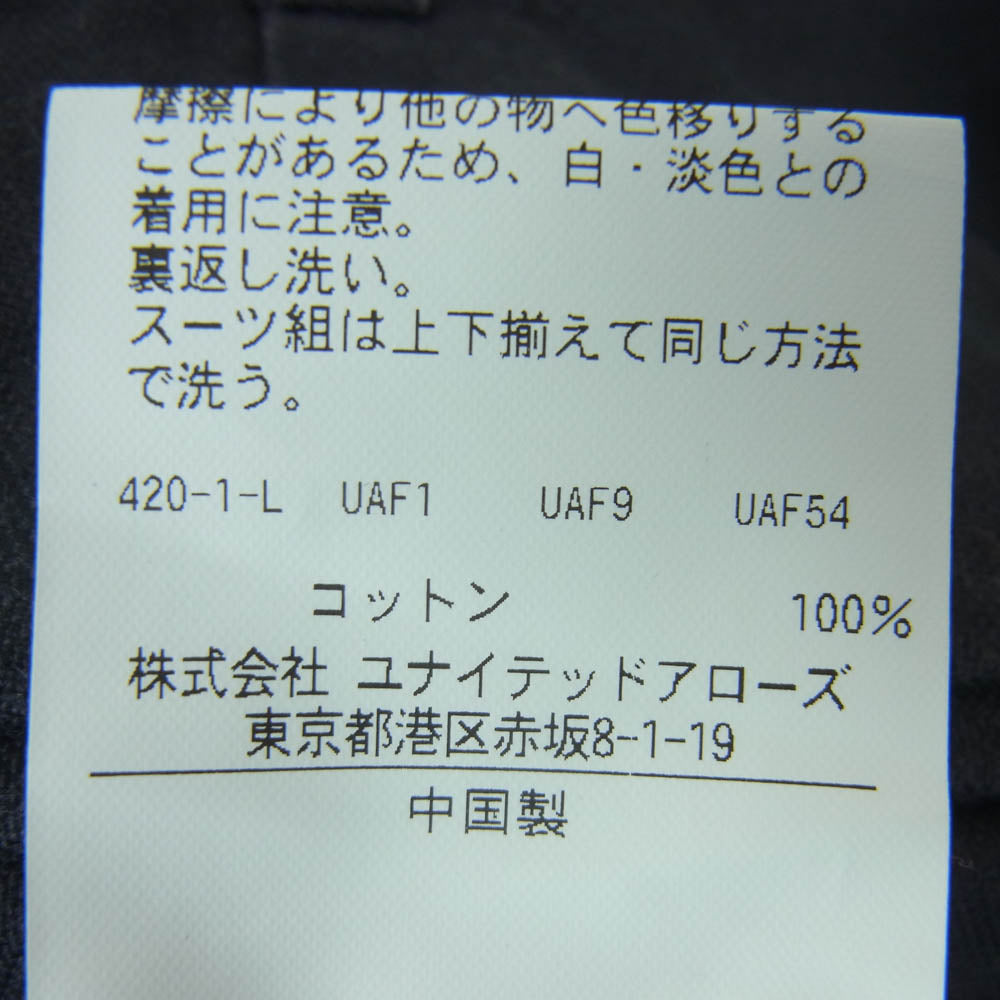 摩擦により他の物へ色移りする
ことがあるため、白・淡色との
着用に注意。
裏返し洗い。
スーツ組は上下揃えて同じ方法
で洗う。
420-1-L UAF1 UAF9 UAF54
コットン 100%
株式会社 ユナイテッドアローズ
東京都港区赤坂8-1-19
中国製